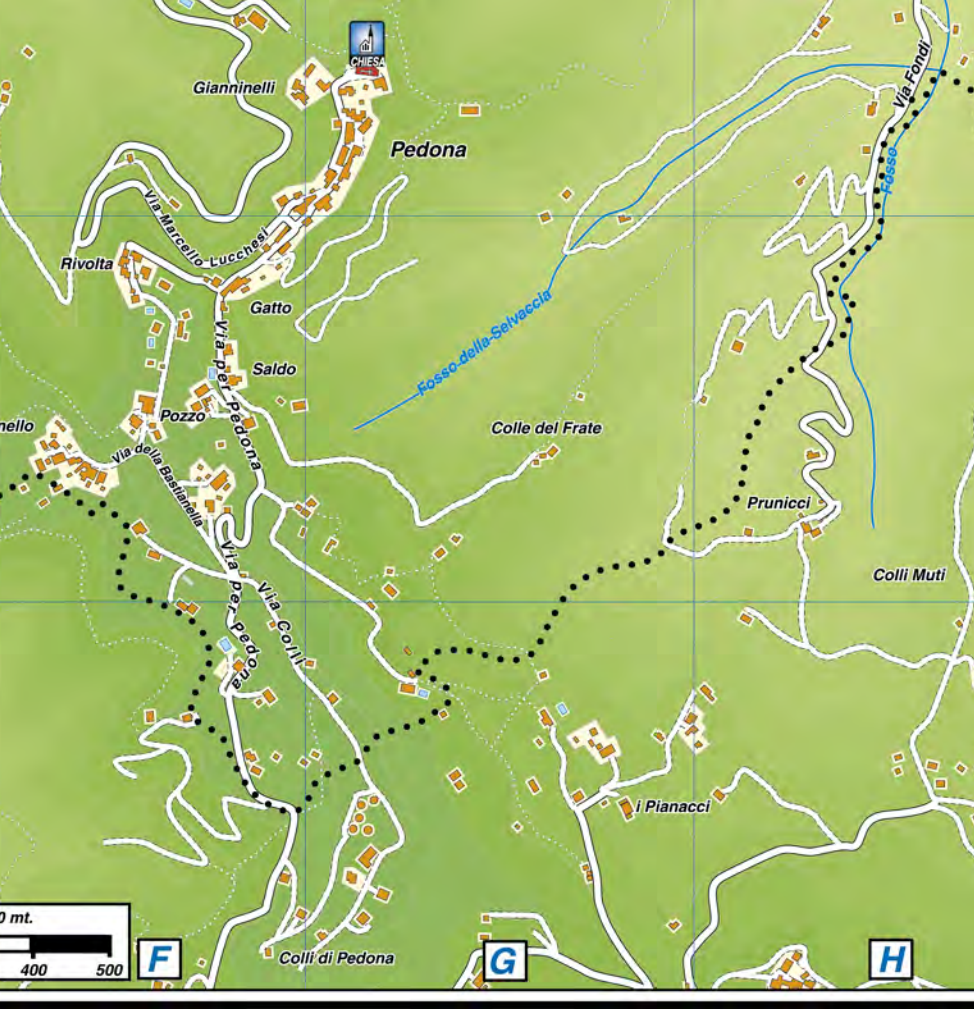 CHIESA
Gianninelli
Via Fondi
Pedona
Fosso
Via Marcello Lucchesi
Rivolta
Gatto
Fosso della Selvaccia
Via per Pedona
Saldo
Pozzo
nello
Colle del Frate
Via della Bastianella
Prunicci
Colli Muti
Via per Pedona
Via Colli
i Pianacci
0 mt.
400 500
F
G
H
Colli di Pedona